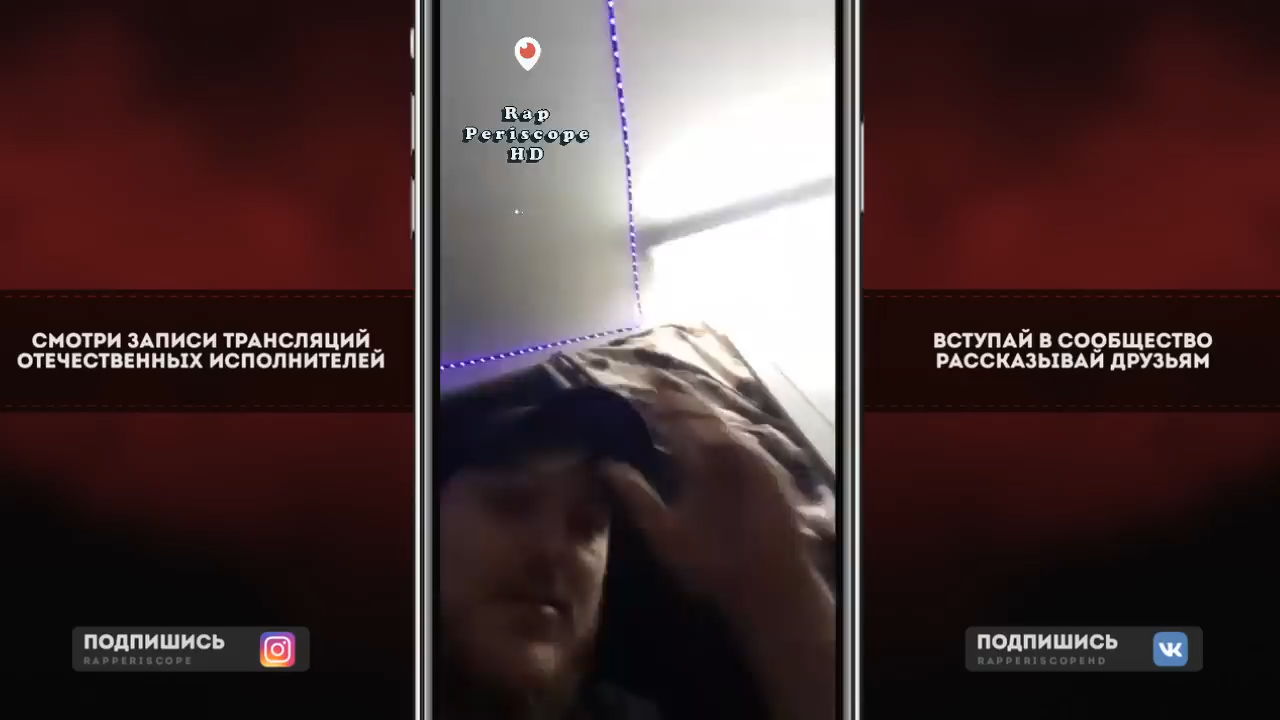 Rap
Periscope
HD
СМОТРИ ЗАПИСИ ТРАНСЛЯЦИЙ
ОТЕЧЕСТВЕННЫХ ИСПОЛНИТЕЛЕЙ
ВСТУПАЙ В СООБЩЕСТВО
РАССКАЗЫВАЙ ДРУЗЬЯМ
ПОДПИШИСЬ
RAPPERISCOPE
ПОДПИШИСЬ
RAPPERISCOPEHD